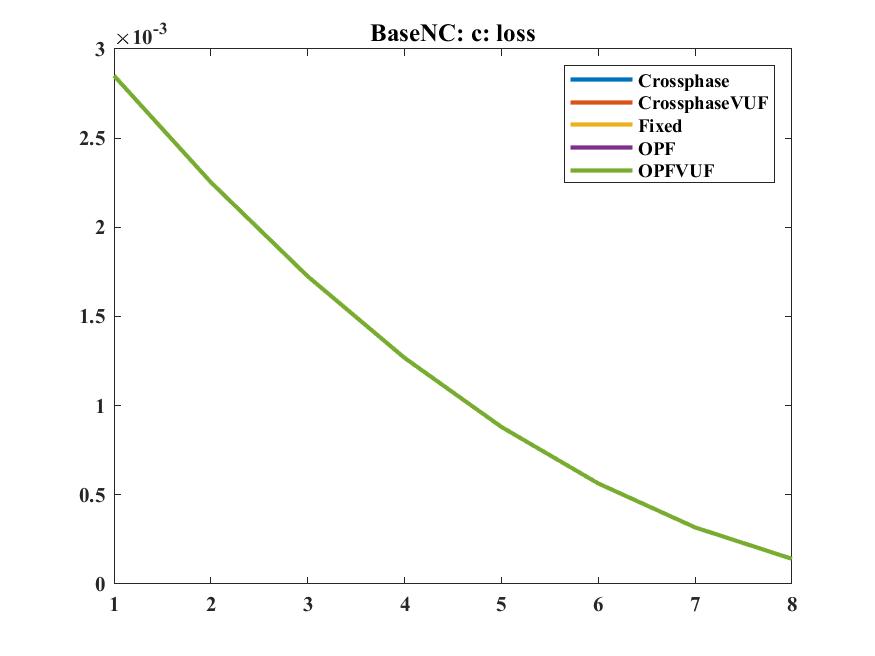 BaseNC: c: loss
×10-3
3
2.5
2
1.5
1
0.5
0
1 2 3 4 5 6 7 8
Crossphase
CrossphaseVUF
Fixed
OPF
OPFVUF